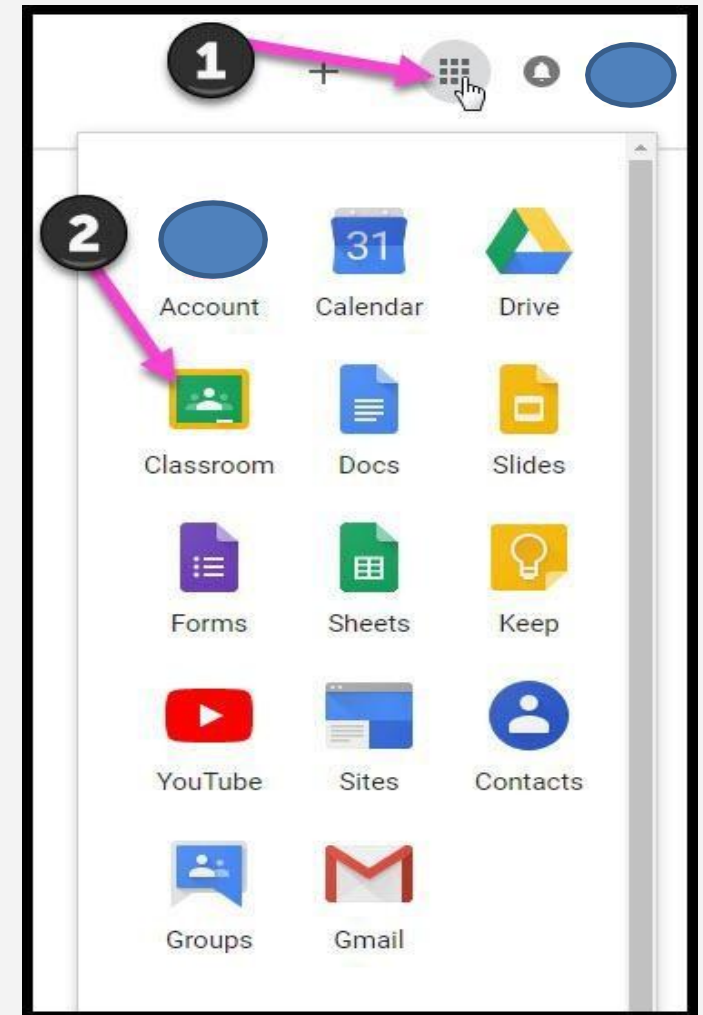 1
2
31
Account Calendar Drive
Classroom Docs Slides
Forms Sheets Keep
YouTube Sites Contacts
Groups Gmail